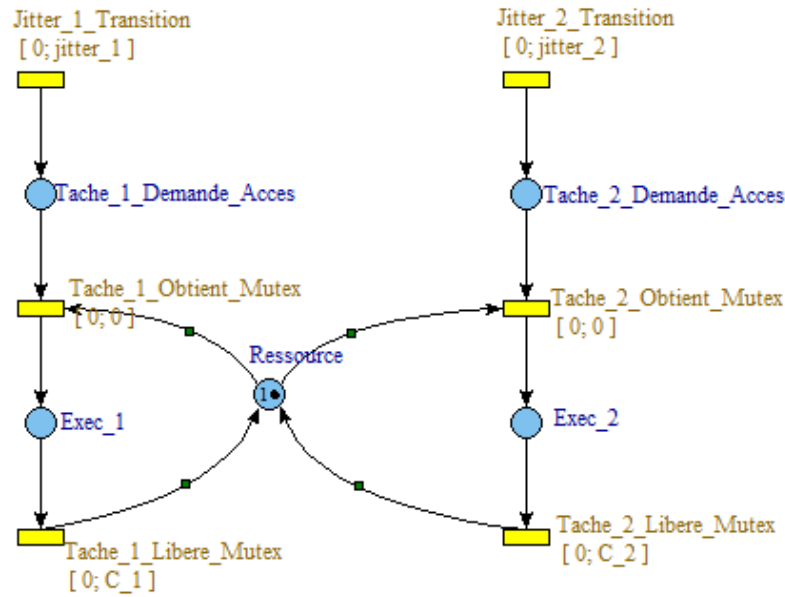 Jitter_1_Transition
[ 0; jitter_1 ]
Jitter_2_Transition
[ 0; jitter_2 ]
Tache_1_Demande_Acces
Tache_2_Demande_Acces
Tache_1_Obtient_Mutex
[ 0; 0 ]
Tache_2_Obtient_Mutex
[ 0; 0 ]
Ressource
1
Exec_1
Exec_2
Tache_1_Libere_Mutex
[ 0; C_1 ]
Tache_2_Libere_Mutex
[ 0; C_2 ]